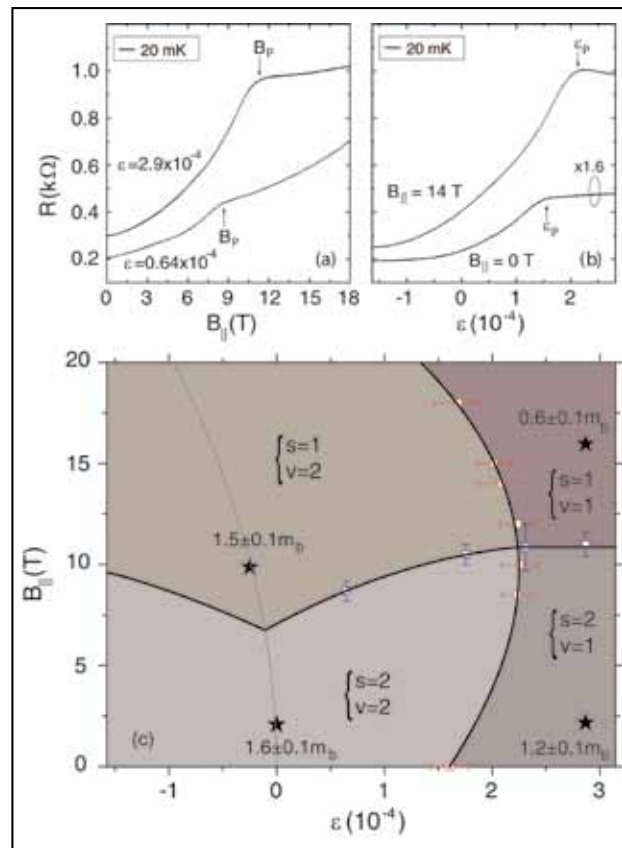 20 mK
B_P
1.0
0.8
R(kΩ)
0.6
ε=2.9x10⁻⁴
0.4
B_P
0.2
ε=0.64x10⁻⁴
(a)
0 3 6 9 12 15 18
B_||(T)
20 mK
ε_P
x1.6
B_|| = 14 T
ε_P
B_|| = 0 T
(b)
-1 0 1 2
ε (10⁻⁴)
20
0.6±0.1m_b
s=1
v=2
15
s=1
v=1
1.5±0.1m_b
10
B_||(T)
s=2
v=1
5
s=2
v=2
(c)
1.6±0.1m_b
1.2±0.1m_b
0
-1 0 1 2 3
ε (10⁻⁴)